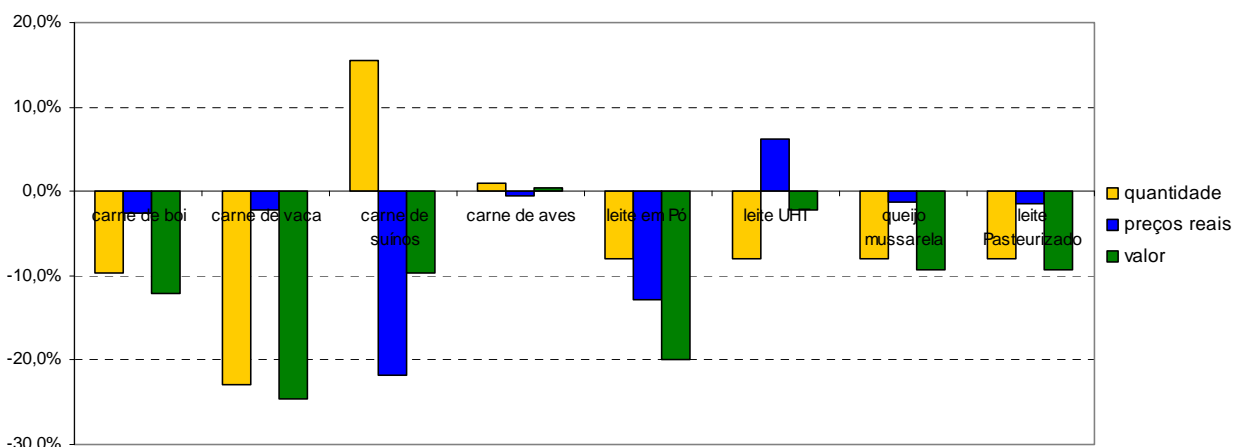 20,0%
10,0%
0,0%
-10,0%
-20,0%
-30,0%
carne de boi
carne de vaca
carne de
suínos
carne de aves
leite em Pó
leite UHT
queijo
mussarela
leite
Pasteurizado
quantidade
preços reais
valor